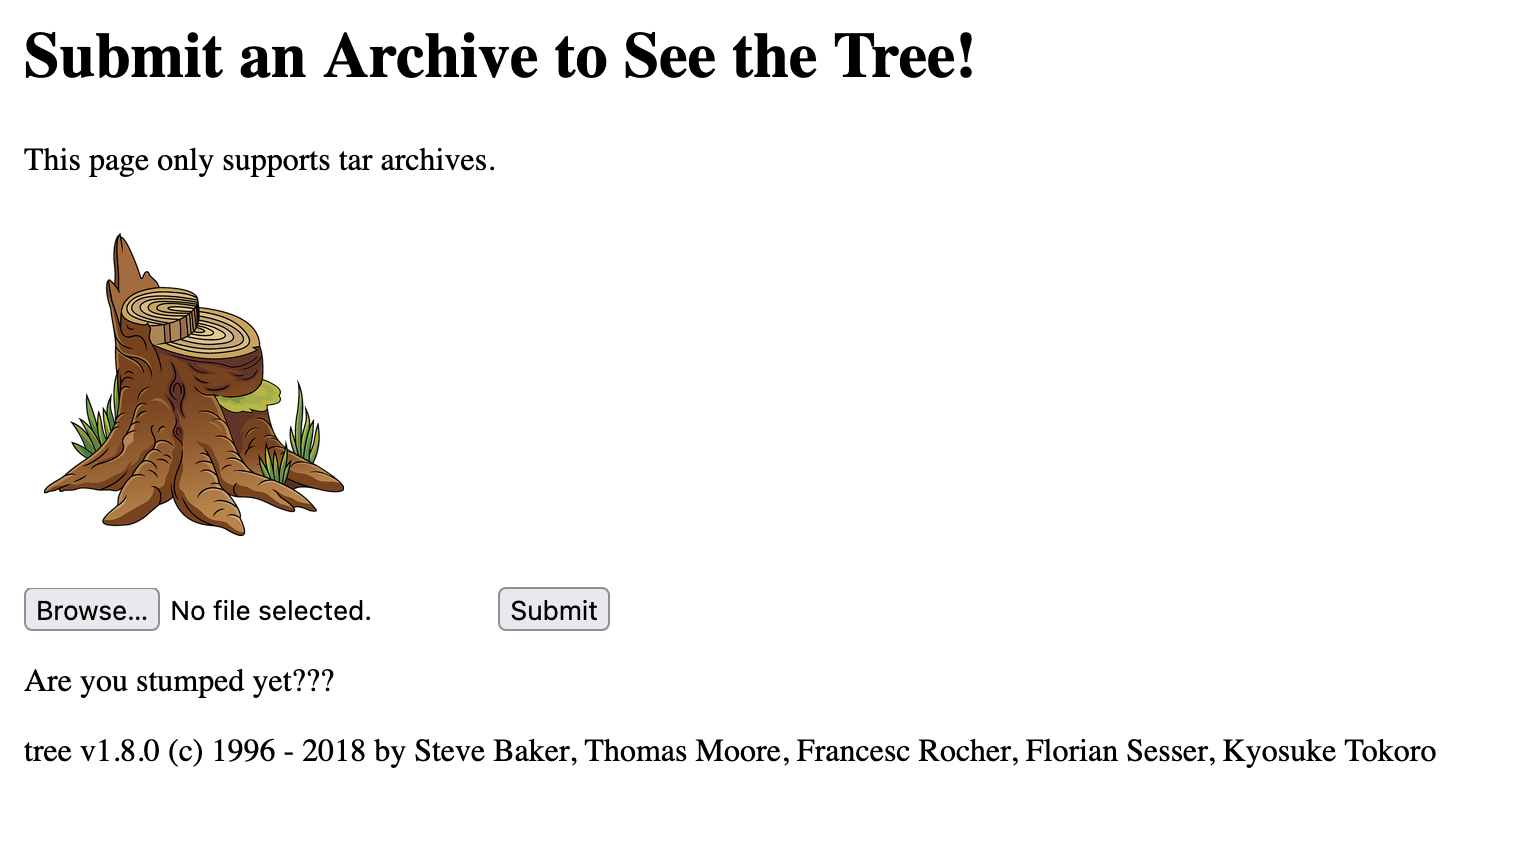 Submit an Archive to See the Tree!
This page only supports tar archives.
Browse... No file selected. Submit
Are you stumped yet???
tree v1.8.0 (c) 1996 - 2018 by Steve Baker, Thomas Moore, Francesc Rocher, Florian Sesser, Kyosuke Tokoro